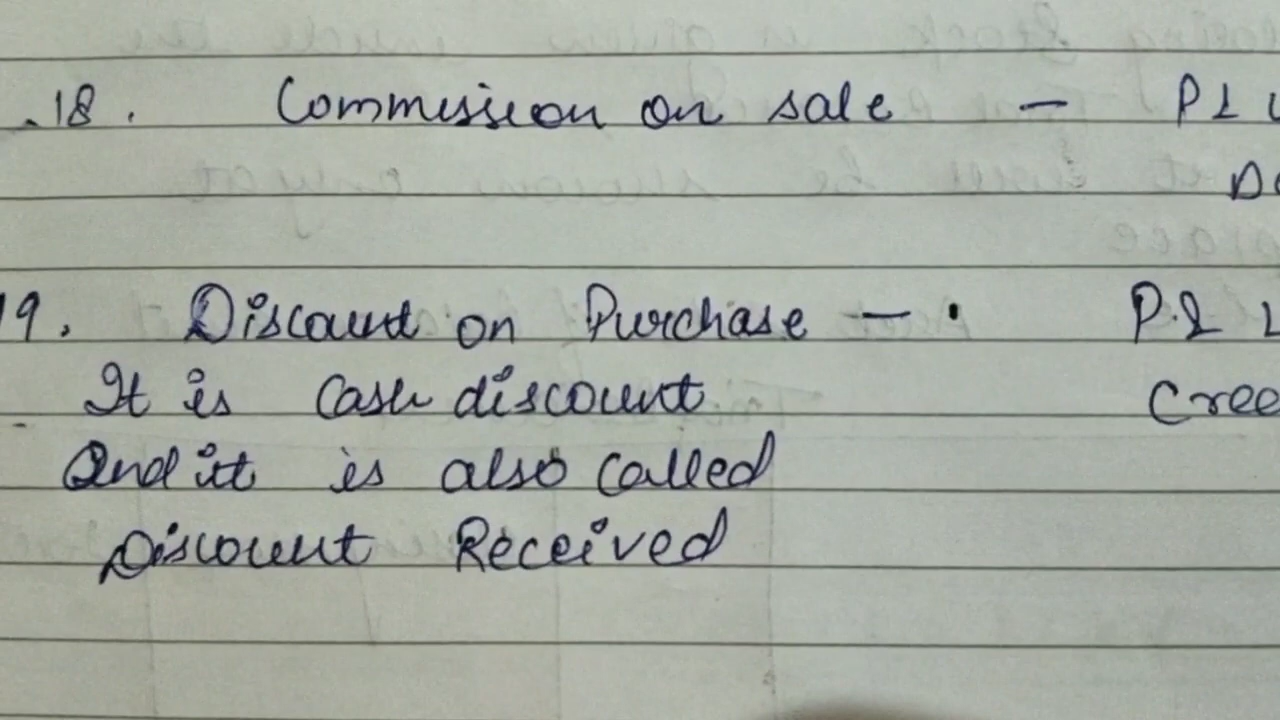 18. Commission on sale - P &
19. Discount on Purchase - P. &
It is Cash discount
And it is also called
Discount Received